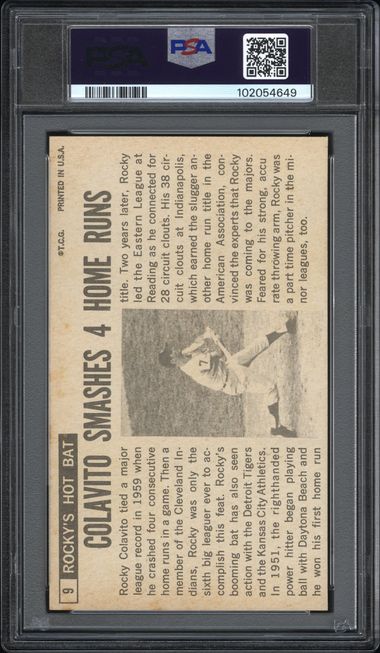 PSA
PSA
102054649
9 ROCKY'S HOT BAT
©T.C.G. PRINTED IN U.S.A.
COLAVITO SMASHES 4 HOME RUNS
Rocky Colavito tied a major
league record in 1959 when
he crashed four consecutive
home runs in a game. Then a
member of the Cleveland In-
dians, Rocky was only the
sixth big leaguer ever to ac-
complish this feat. Rocky's
booming bat has also seen
action with the Detroit Tigers
and the Kansas City Athletics.
In 1951, the righthanded
power hitter began playing
ball with Daytona Beach and
he won his first home run
7
title. Two years later, Rocky
led the Eastern League at
Reading as he connected for
28 circuit clouts. His 38 cir-
cuit clouts at Indianapolis,
which earned the slugger an-
other home run title in the
American Association, con-
vinced the experts that Rocky
was coming to the majors.
Feared for his strong, accu
rate throwing arm, Rocky was
a part time pitcher in the mi-
nor leagues, too.